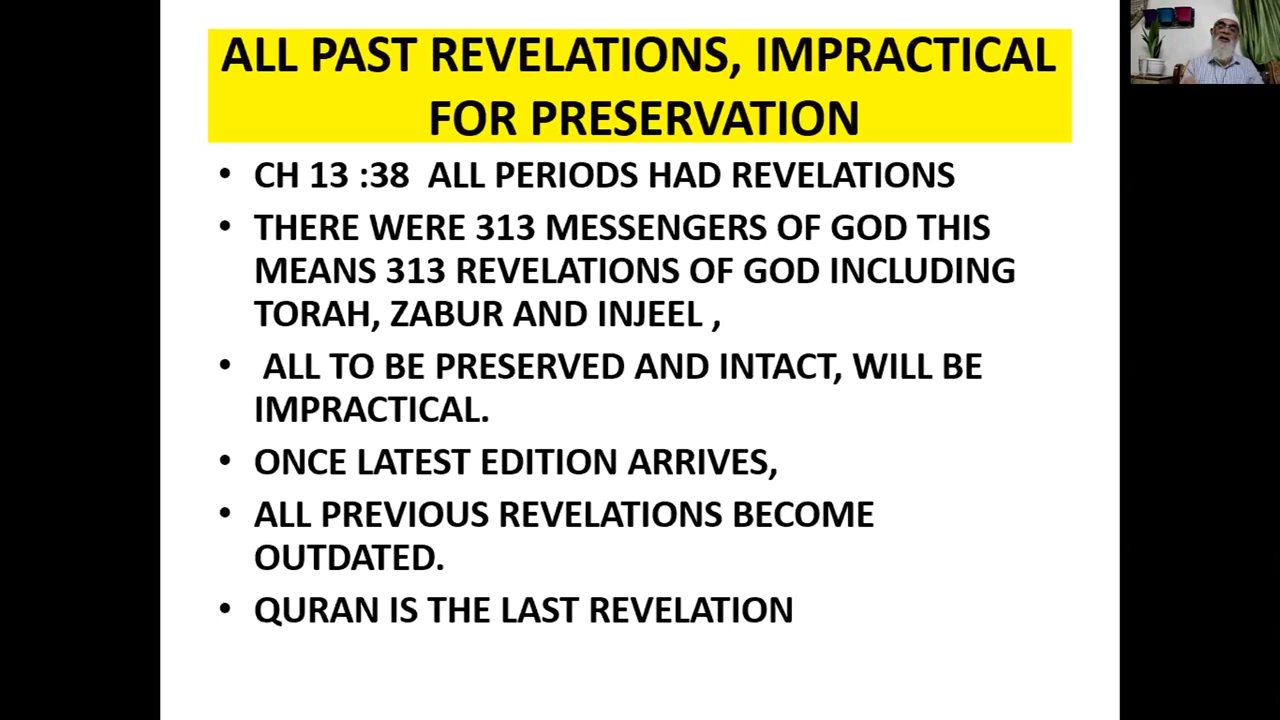 ALL PAST REVELATIONS, IMPRACTICAL
FOR PRESERVATION
• CH 13 :38  ALL PERIODS HAD REVELATIONS
• THERE WERE 313 MESSENGERS OF GOD THIS
MEANS 313 REVELATIONS OF GOD INCLUDING
TORAH, ZABUR AND INJEEL ,
•  ALL TO BE PRESERVED AND INTACT, WILL BE
IMPRACTICAL.
• ONCE LATEST EDITION ARRIVES,
• ALL PREVIOUS REVELATIONS BECOME
OUTDATED.
• QURAN IS THE LAST REVELATION